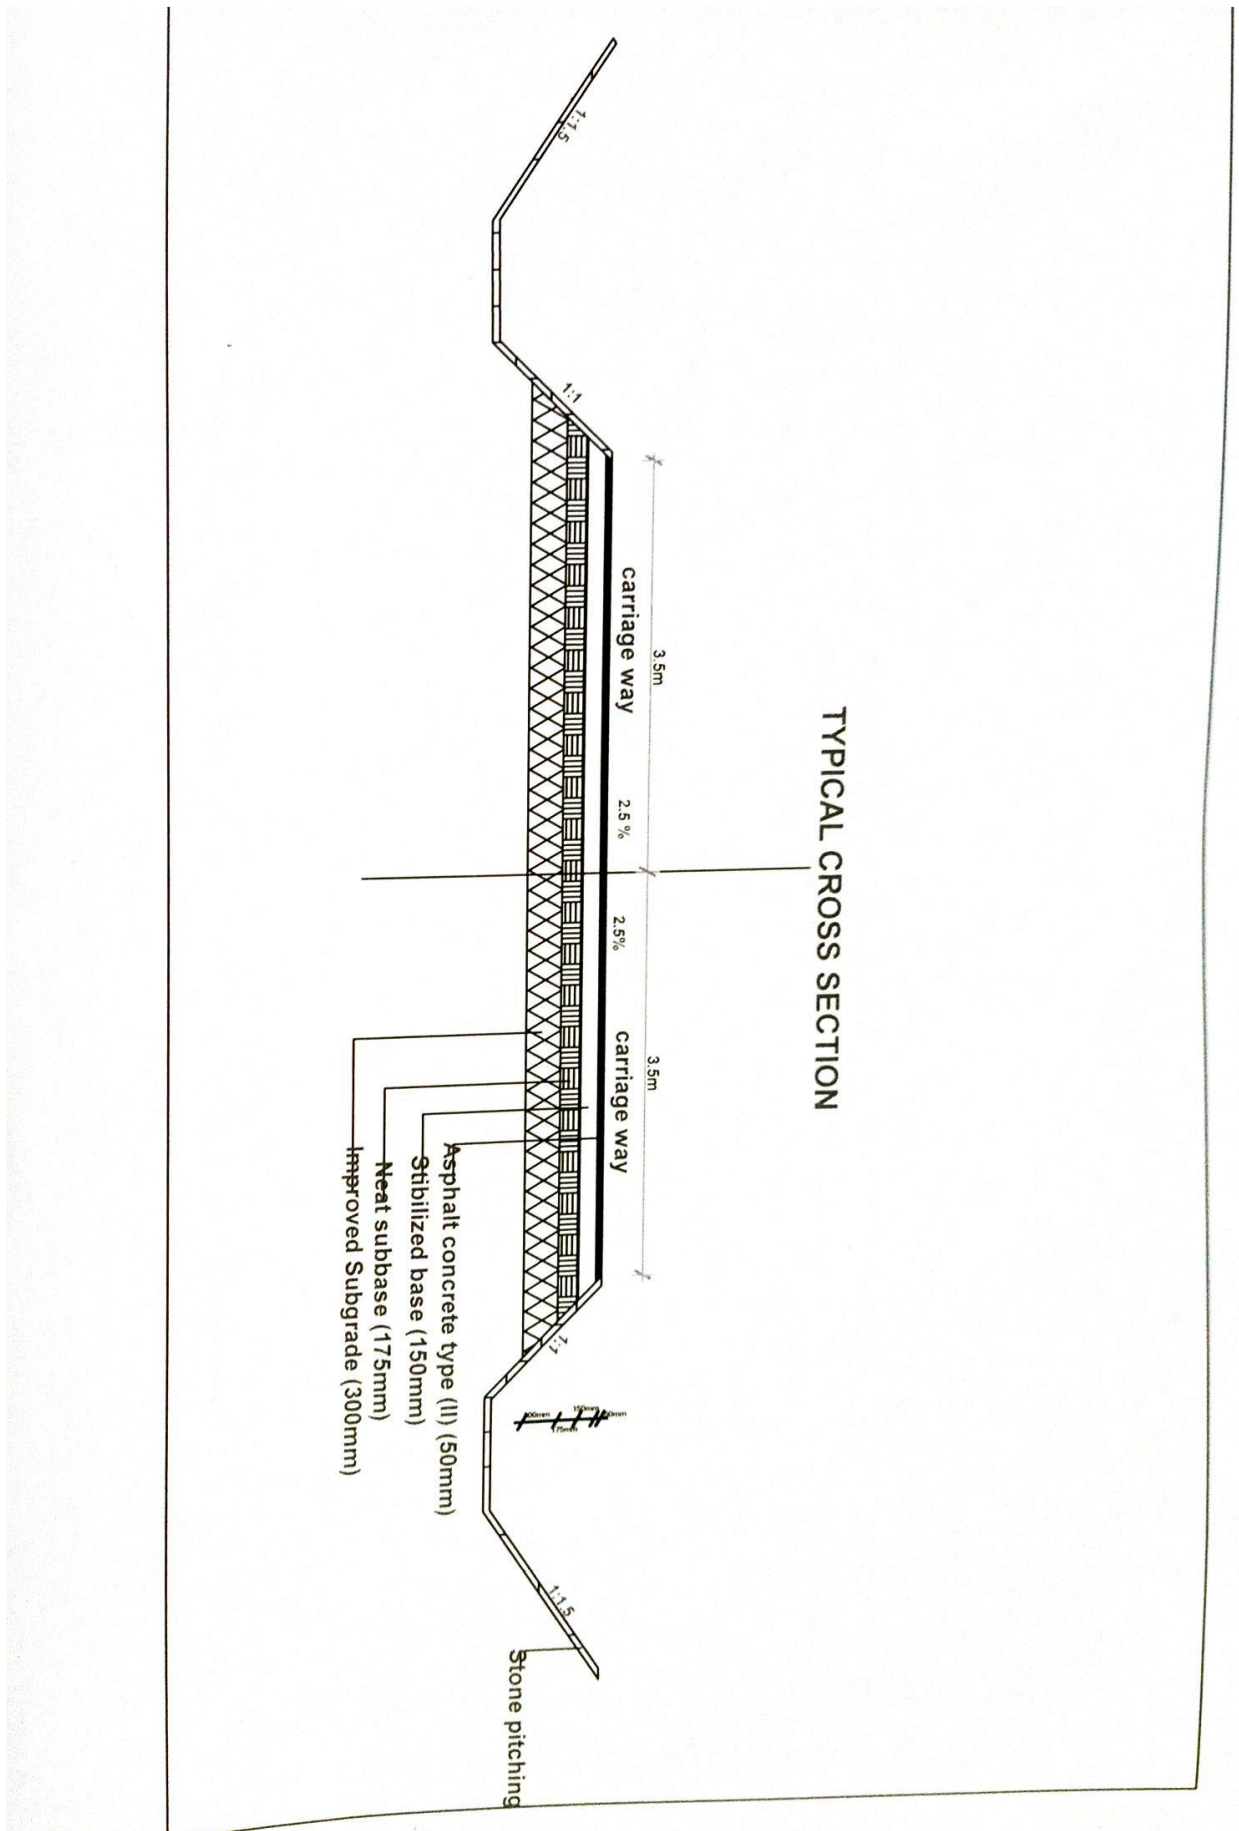 TYPICAL CROSS SECTION
3.5m
3.5m
carriage way
2.5 %
2.5%
carriage way
1:1.5
1:1
1:1
1:1.5
150mm
175mm
Asphalt concrete type (II) (50mm)
Stibilized base (150mm)
Neat subbase (175mm)
Improved Subgrade (300mm)
Stone pitching